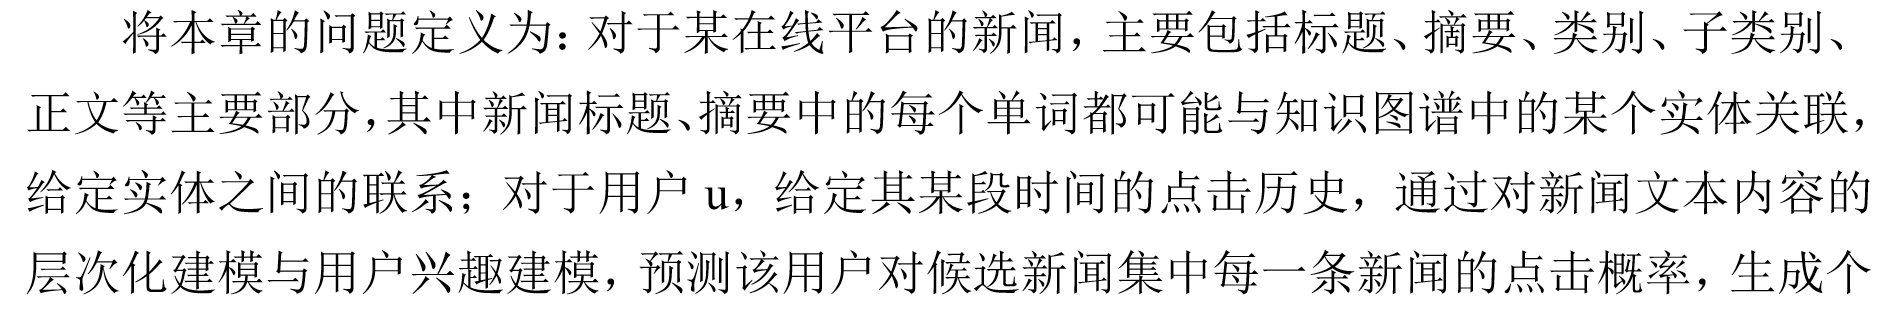 将本章的问题定义为：对于某在线平台的新闻，主要包括标题、摘要、类别、子类别、
正文等主要部分，其中新闻标题、摘要中的每个单词都可能与知识图谱中的某个实体关联，
给定实体之间的联系；对于用户 u，给定其某段时间的点击历史，通过对新闻文本内容的
层次化建模与用户兴趣建模，预测该用户对候选新闻集中每一条新闻的点击概率，生成个